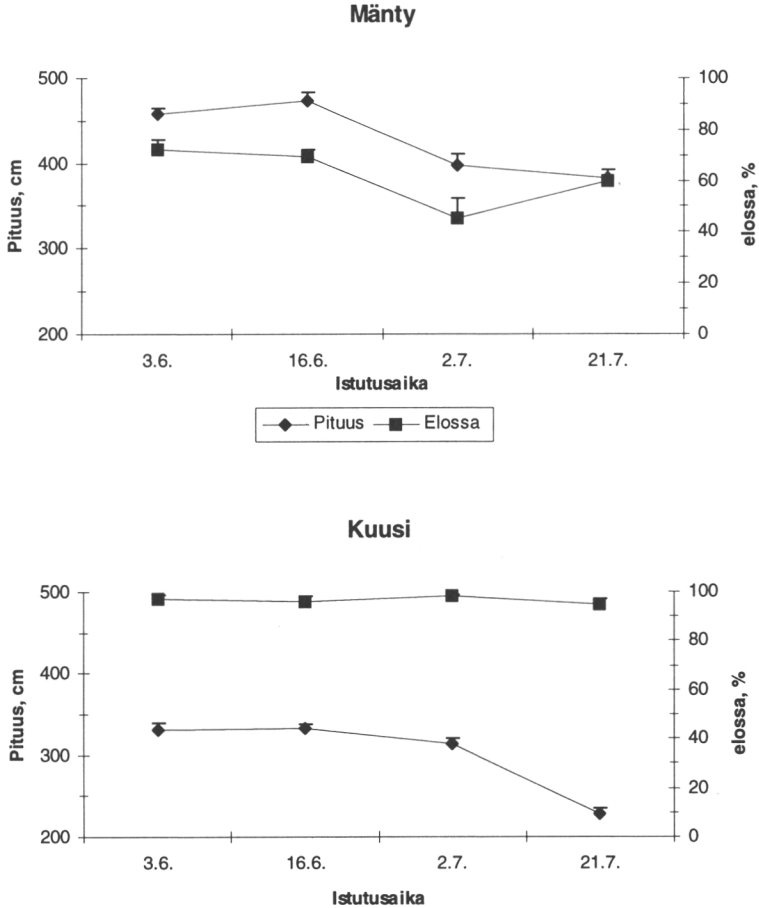 Mänty
500
400
300
200
Pituus, cm
100
80
60
40
20
0
elossa, %
3.6. 16.6. 2.7. 21.7.
Istutusaika
Pituus Elossa
Kuusi
500
400
300
200
Pituus, cm
100
80
60
40
20
0
elossa, %
3.6. 16.6. 2.7. 21.7.
Istutusaika